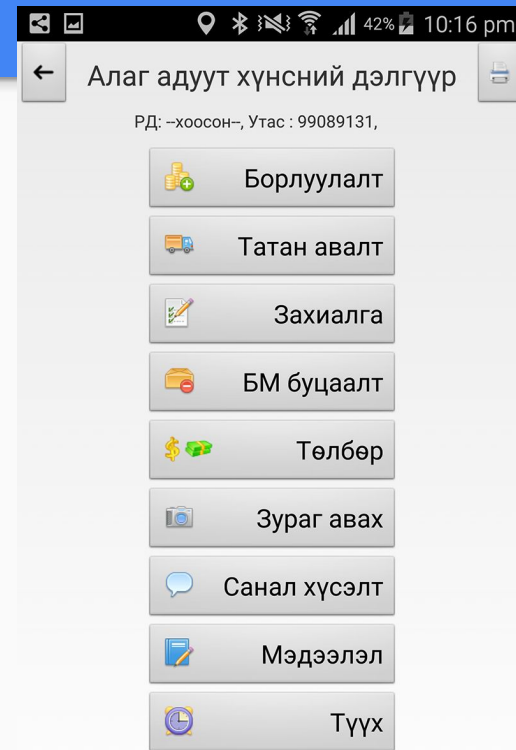 42% 10:16 pm
Алаг адуут хүнсний дэлгүүр
РД: --хоосон--, Утас : 99089131,
Борлуулалт
Татан авалт
Захиалга
БМ буцаалт
Төлбөр
Зураг авах
Санал хүсэлт
Мэдээлэл
Түүх